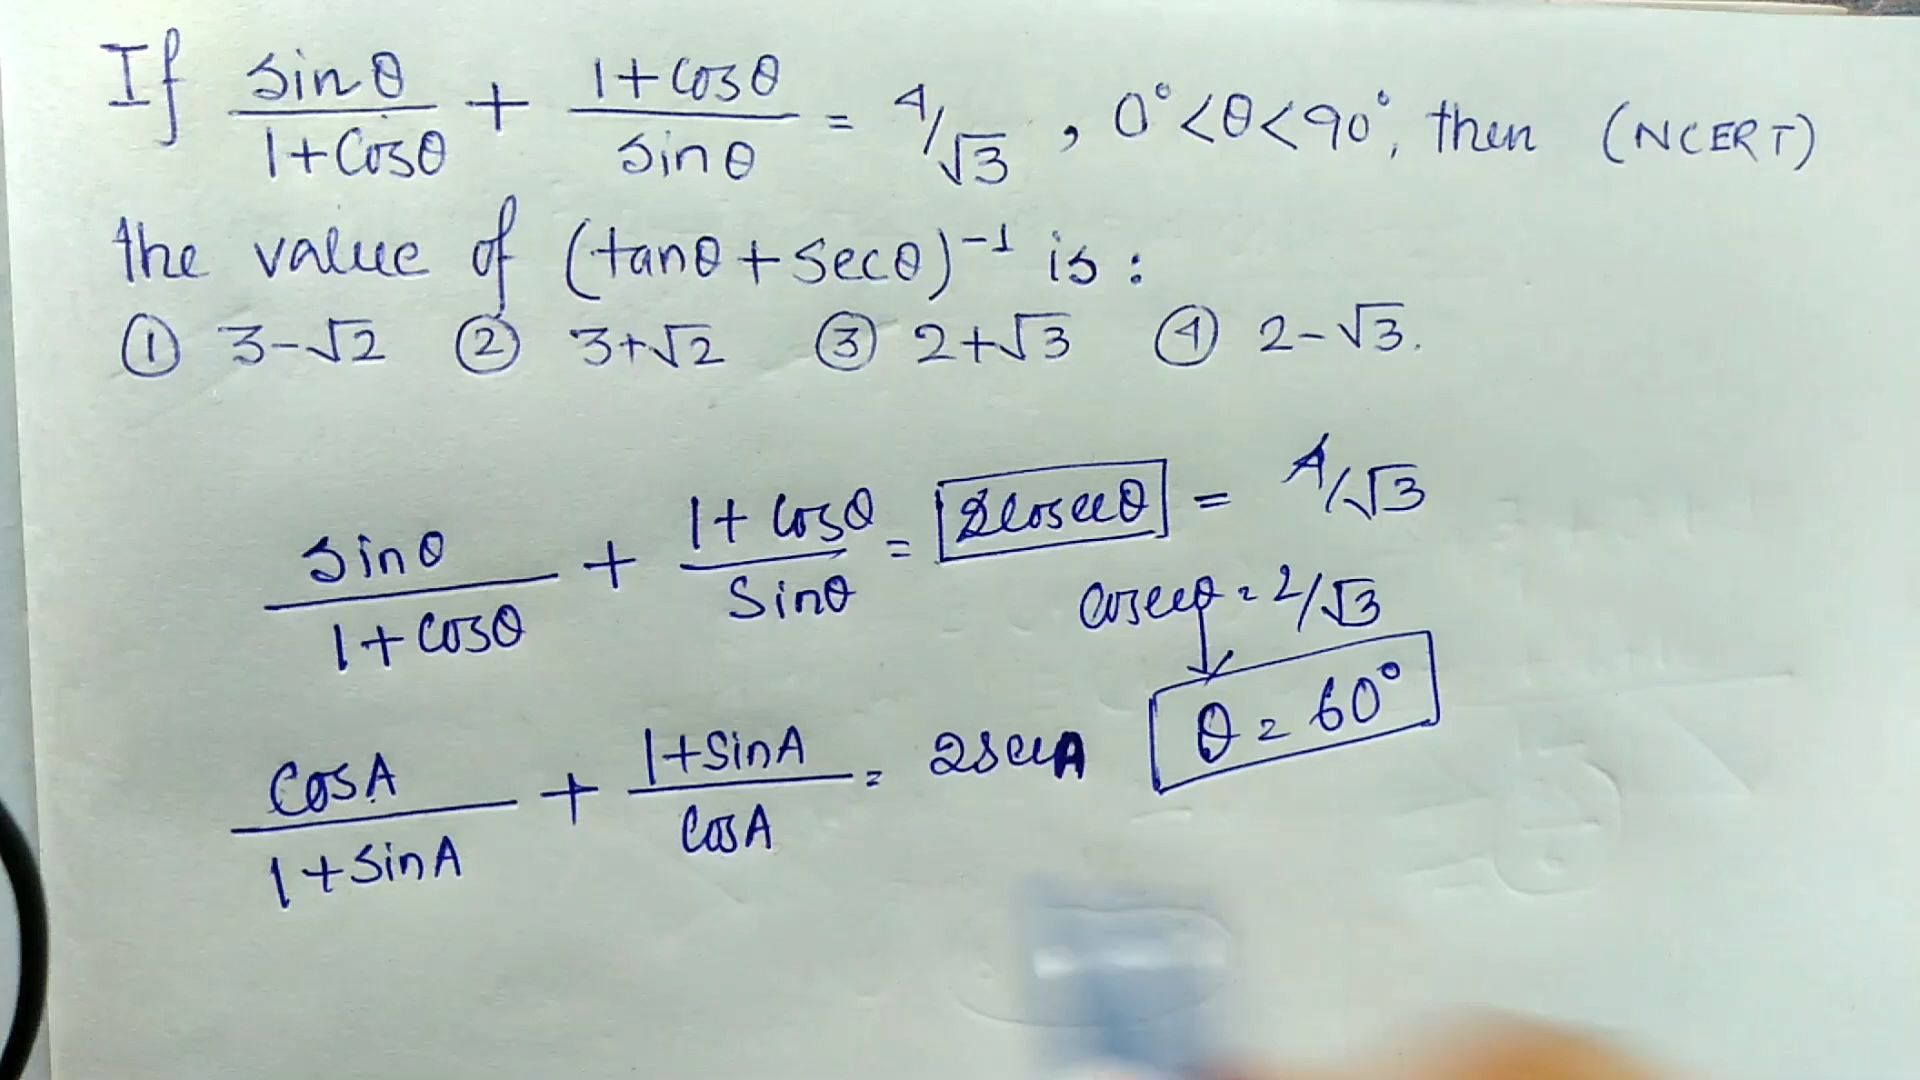 If sinθ/1+Cosθ + 1+cosθ/sinθ = 4/√3, 0°<θ<90°, then (NCERT)
the value of (tanθ+secθ)⁻¹ is:
① 3-√2 ② 3+√2 ③ 2+√3 ④ 2-√3.
sinθ/1+cosθ + 1+cosθ/Sinθ = 2cosecθ = 4/√3
cosecθ = 2/√3
θ = 60°
CosA/1+SinA + 1+SinA/CosA = 2secA